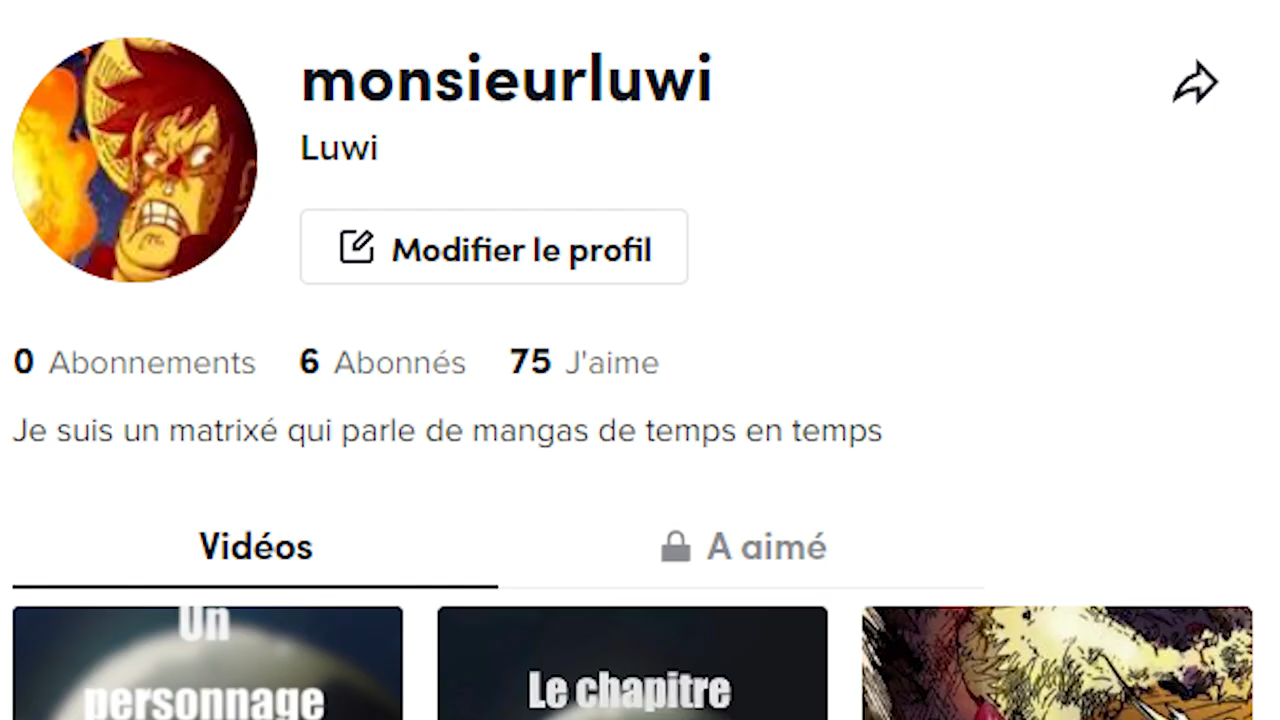 monsieurluwi
Luwi
Modifier le profil
0 Abonnements 6 Abonnés 75 J'aime
Je suis un matrixé qui parle de mangas de temps en temps
Vidéos A aimé
Un
personnage
Le chapitre